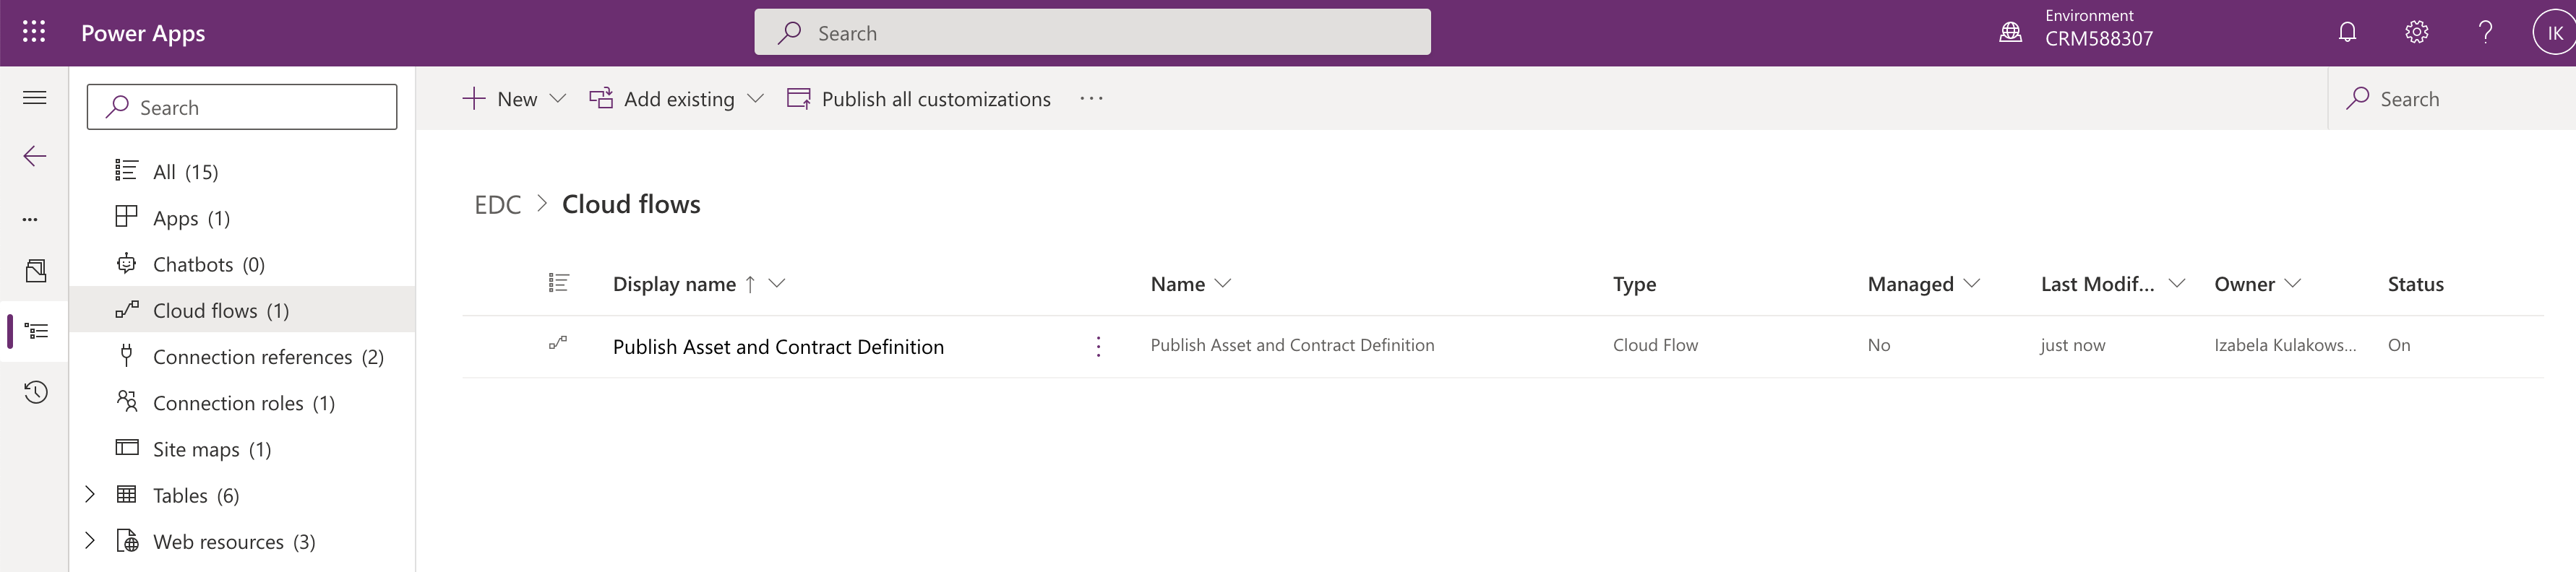 Power Apps
Search
Environment
CRM588307
?
IK
Search
All (15)
Apps (1)
Chatbots (0)
Cloud flows (1)
Connection references (2)
Connection roles (1)
Site maps (1)
Tables (6)
Web resources (3)
New
Add existing
Publish all customizations
Search
EDC > Cloud flows
Display name ↑ Name Type Managed Last Modif... Owner Status
Publish Asset and Contract Definition Publish Asset and Contract Definition Cloud Flow No just now Izabela Kulakows... On